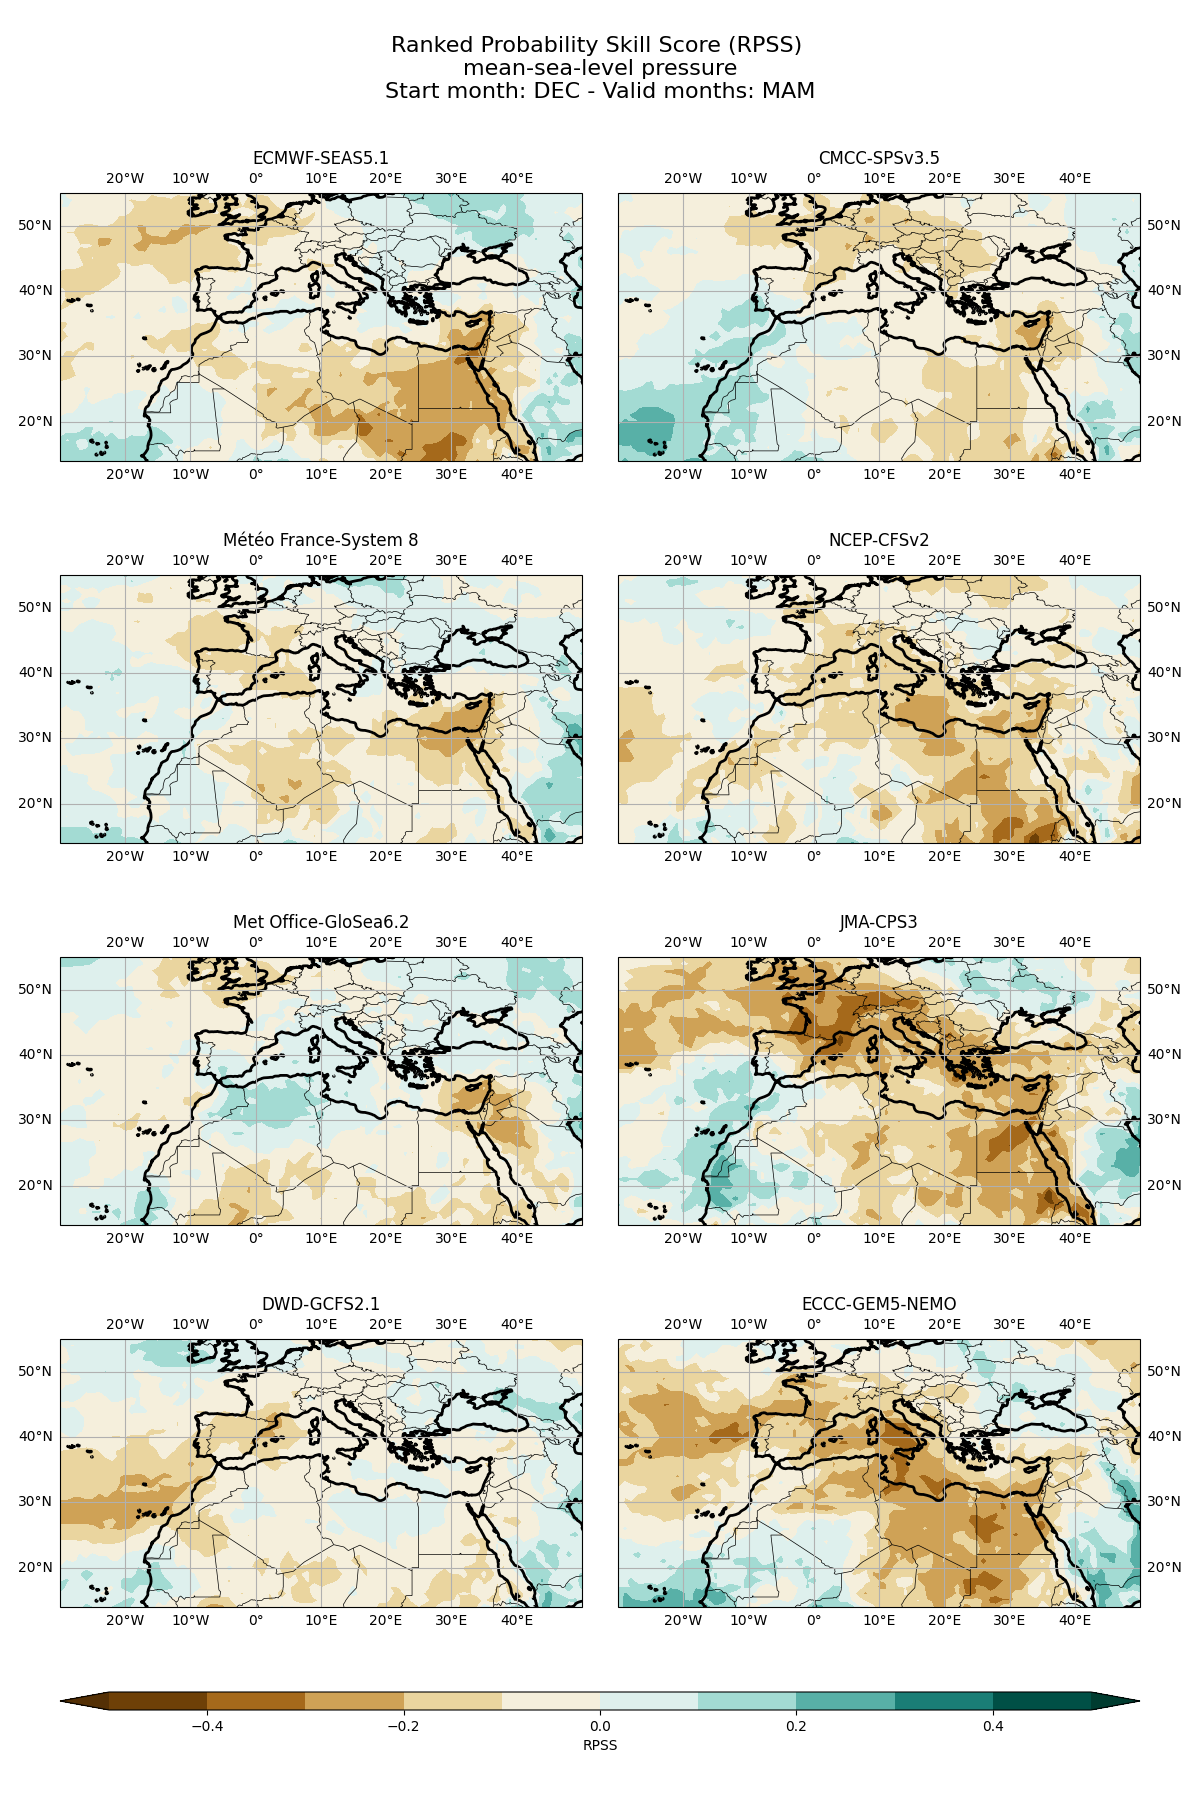 Ranked Probability Skill Score (RPSS)
mean-sea-level pressure
Start month: DEC - Valid months: MAM
ECMWF-SEAS5.1
20°W 10°W 0° 10°E 20°E 30°E 40°E
50°N
40°N
30°N
20°N
20°W 10°W 0° 10°E 20°E 30°E 40°E
CMCC-SPSv3.5
20°W 10°W 0° 10°E 20°E 30°E 40°E
50°N
40°N
30°N
20°N
20°W 10°W 0° 10°E 20°E 30°E 40°E
Météo France-System 8
20°W 10°W 0° 10°E 20°E 30°E 40°E
50°N
40°N
30°N
20°N
20°W 10°W 0° 10°E 20°E 30°E 40°E
NCEP-CFSv2
20°W 10°W 0° 10°E 20°E 30°E 40°E
50°N
40°N
30°N
20°N
20°W 10°W 0° 10°E 20°E 30°E 40°E
Met Office-GloSea6.2
20°W 10°W 0° 10°E 20°E 30°E 40°E
50°N
40°N
30°N
20°N
20°W 10°W 0° 10°E 20°E 30°E 40°E
JMA-CPS3
20°W 10°W 0° 10°E 20°E 30°E 40°E
50°N
40°N
30°N
20°N
20°W 10°W 0° 10°E 20°E 30°E 40°E
DWD-GCFS2.1
20°W 10°W 0° 10°E 20°E 30°E 40°E
50°N
40°N
30°N
20°N
20°W 10°W 0° 10°E 20°E 30°E 40°E
ECCC-GEM5-NEMO
20°W 10°W 0° 10°E 20°E 30°E 40°E
50°N
40°N
30°N
20°N
20°W 10°W 0° 10°E 20°E 30°E 40°E
−0.4 −0.2 0.0 0.2 0.4
RPSS